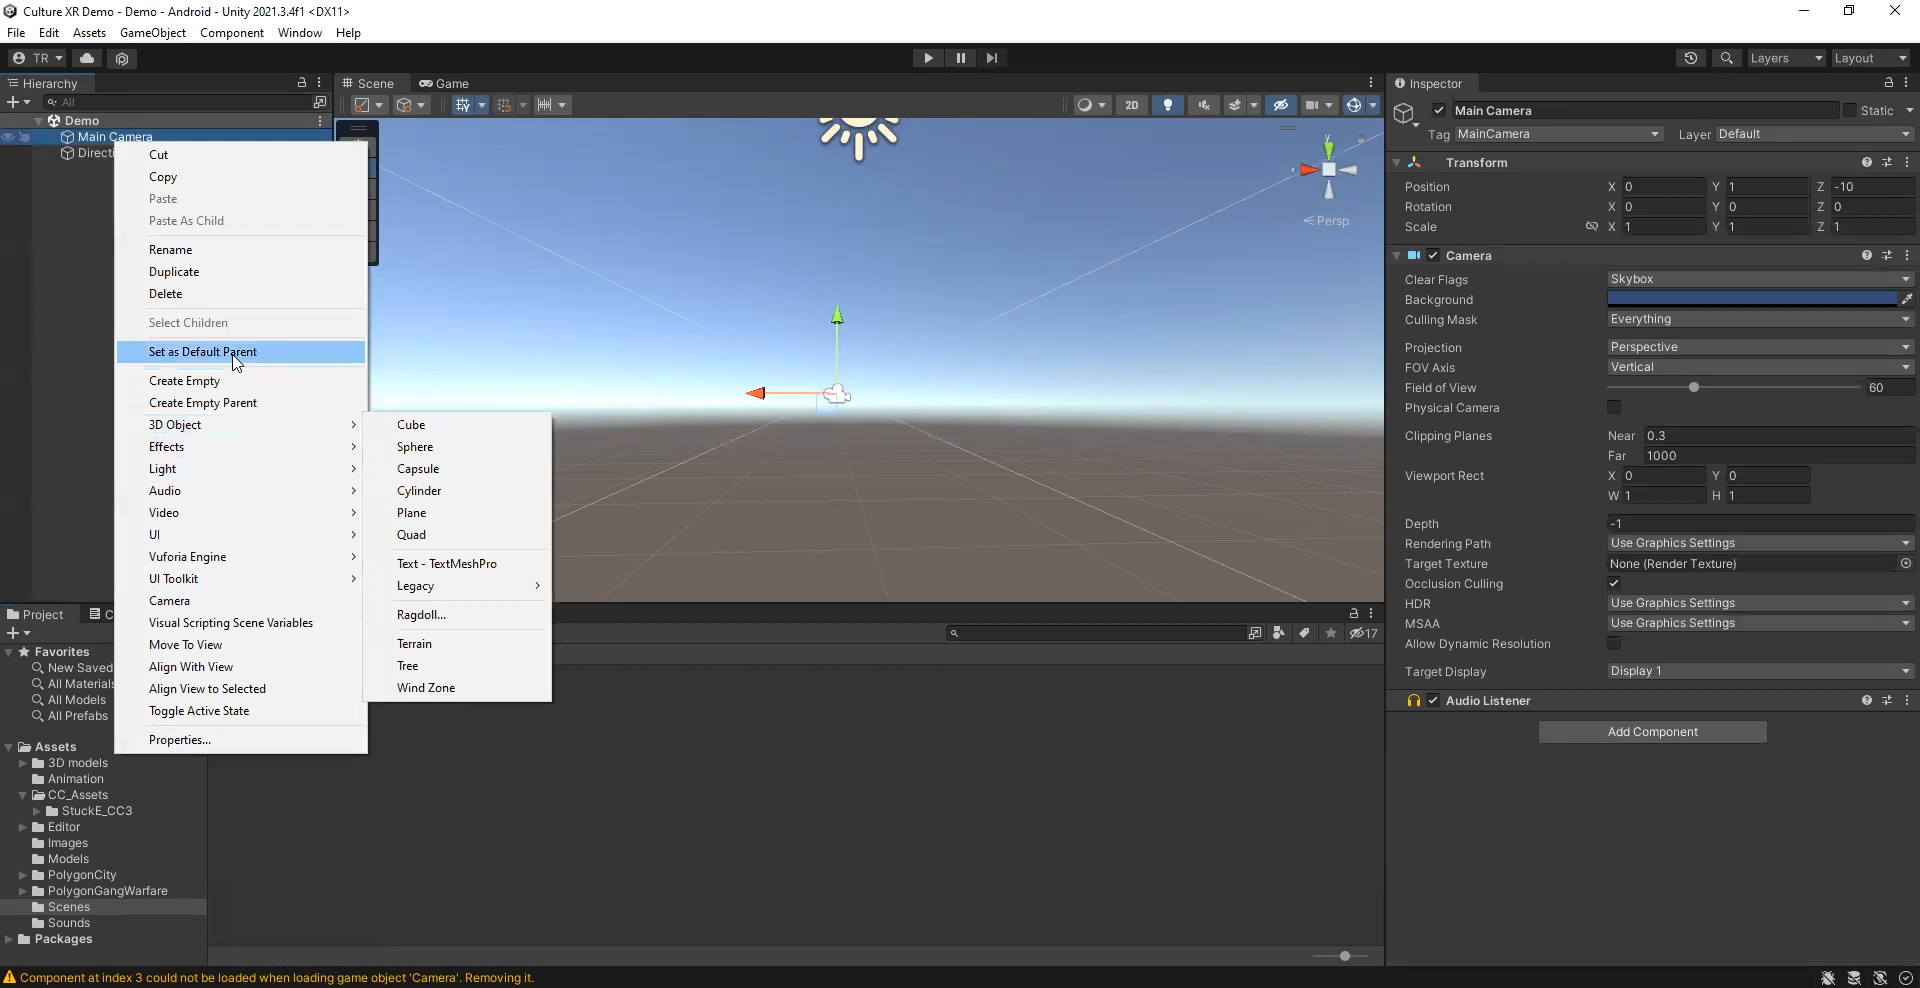 Culture XR Demo - Demo - Android - Unity 2021.3.4f1 <DX11>
File Edit Assets GameObject Component Window Help
TR Layers Layout
Hierarchy
All
Demo
Main Camera
Directi
Cut
Copy
Paste
Paste As Child
Rename
Duplicate
Delete
Select Children
Set as Default Parent
Create Empty
Create Empty Parent
3D Object
Effects
Light
Audio
Video
UI
Vuforia Engine
UI Toolkit
Camera
Visual Scripting Scene Variables
Move To View
Align With View
Align View to Selected
Toggle Active State
Properties...
Cube
Sphere
Capsule
Cylinder
Plane
Quad
Text - TextMeshPro
Legacy
Ragdoll...
Terrain
Tree
Wind Zone
Scene Game
2D
Y
x
< Persp
Project C
17
Favorites
New Saved
All Materials
All Models
All Prefabs
Assets
3D models
Animation
CC_Assets
StuckE_CC3
Editor
Images
Models
PolygonCity
PolygonGangWarfare
Scenes
Sounds
Packages
Inspector
Main Camera Static
Tag MainCamera Layer Default
Transform
Position X 0 Y 1 Z -10
Rotation X 0 Y 0 Z 0
Scale X 1 Y 1 Z 1
Camera
Clear Flags Skybox
Background
Culling Mask Everything
Projection Perspective
FOV Axis Vertical
Field of View 60
Physical Camera
Clipping Planes Near 0.3
Far 1000
Viewport Rect X 0 Y 0
W 1 H 1
Depth -1
Rendering Path Use Graphics Settings
Target Texture None (Render Texture)
Occlusion Culling
HDR Use Graphics Settings
MSAA Use Graphics Settings
Allow Dynamic Resolution
Target Display Display 1
Audio Listener
Add Component
Component at index 3 could not be loaded when loading game object 'Camera'. Removing it.